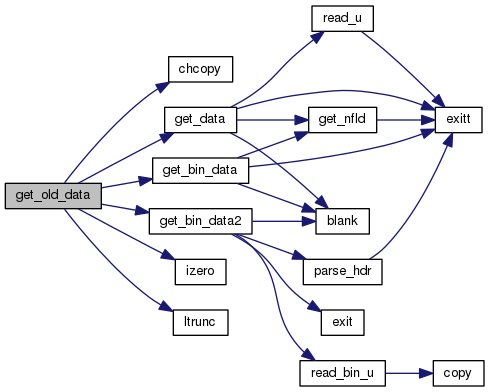 read_u
chcopy
get_data
get_nfld
exitt
get_bin_data
get_old_data
get_bin_data2
blank
izero
parse_hdr
ltrunc
exit
read_bin_u
copy